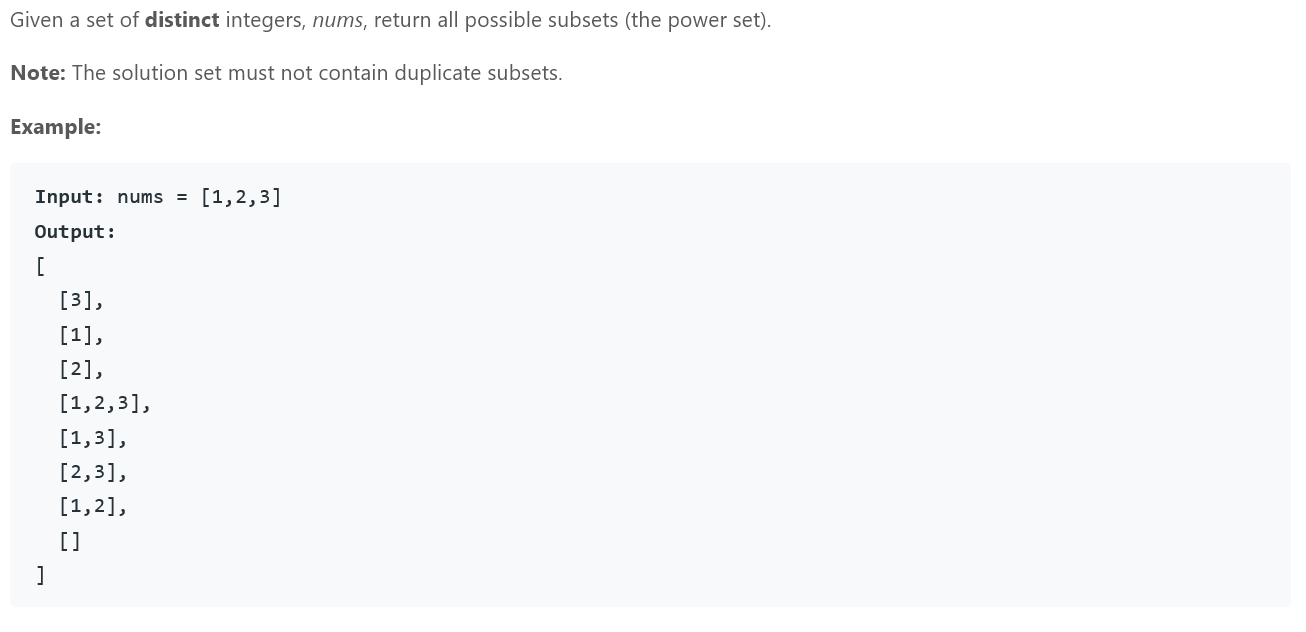 Given a set of distinct integers, nums, return all possible subsets (the power set).
Note: The solution set must not contain duplicate subsets.
Example:
Input: nums = [1,2,3]
Output:
[
  [3],
  [1],
  [2],
  [1,2,3],
  [1,3],
  [2,3],
  [1,2],
  []
]